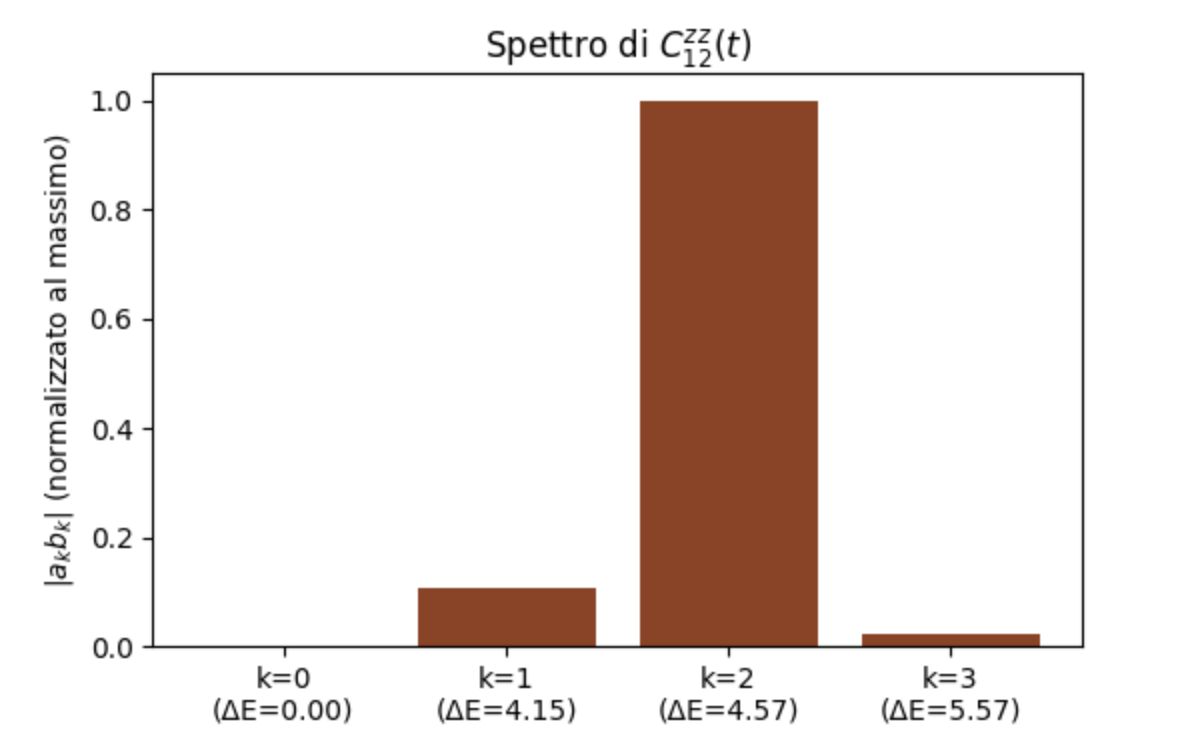 Spettro di $C_{12}^{zz}(t)$
|a_k b_k| (normalizzato al massimo)
1.0
0.8
0.6
0.4
0.2
0.0
k=0 k=1 k=2 k=3
(ΔE=0.00) (ΔE=4.15) (ΔE=4.57) (ΔE=5.57)